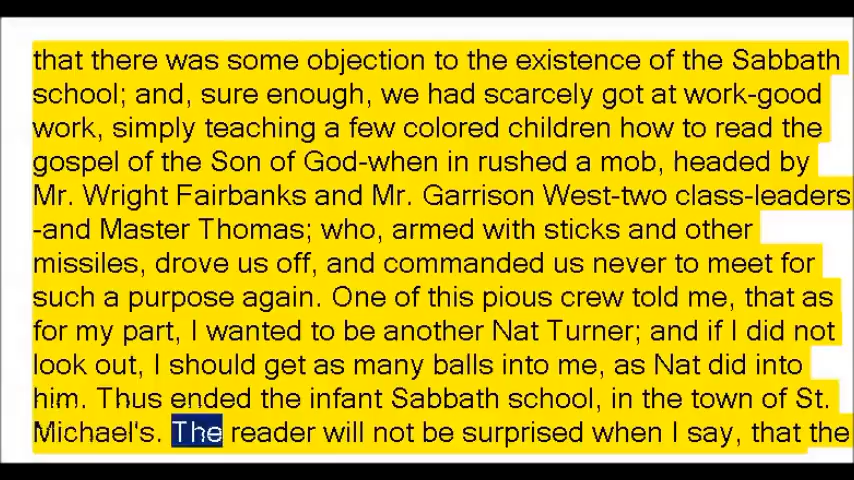 that there was some objection to the existence of the Sabbath
school; and, sure enough, we had scarcely got at work-good
work, simply teaching a few colored children how to read the
gospel of the Son of God-when in rushed a mob, headed by
Mr. Wright Fairbanks and Mr. Garrison West-two class-leaders
-and Master Thomas; who, armed with sticks and other
missiles, drove us off, and commanded us never to meet for
such a purpose again. One of this pious crew told me, that as
for my part, I wanted to be another Nat Turner; and if I did not
look out, I should get as many balls into me, as Nat did into
him. Thus ended the infant Sabbath school, in the town of St.
Michael's. The reader will not be surprised when I say, that the